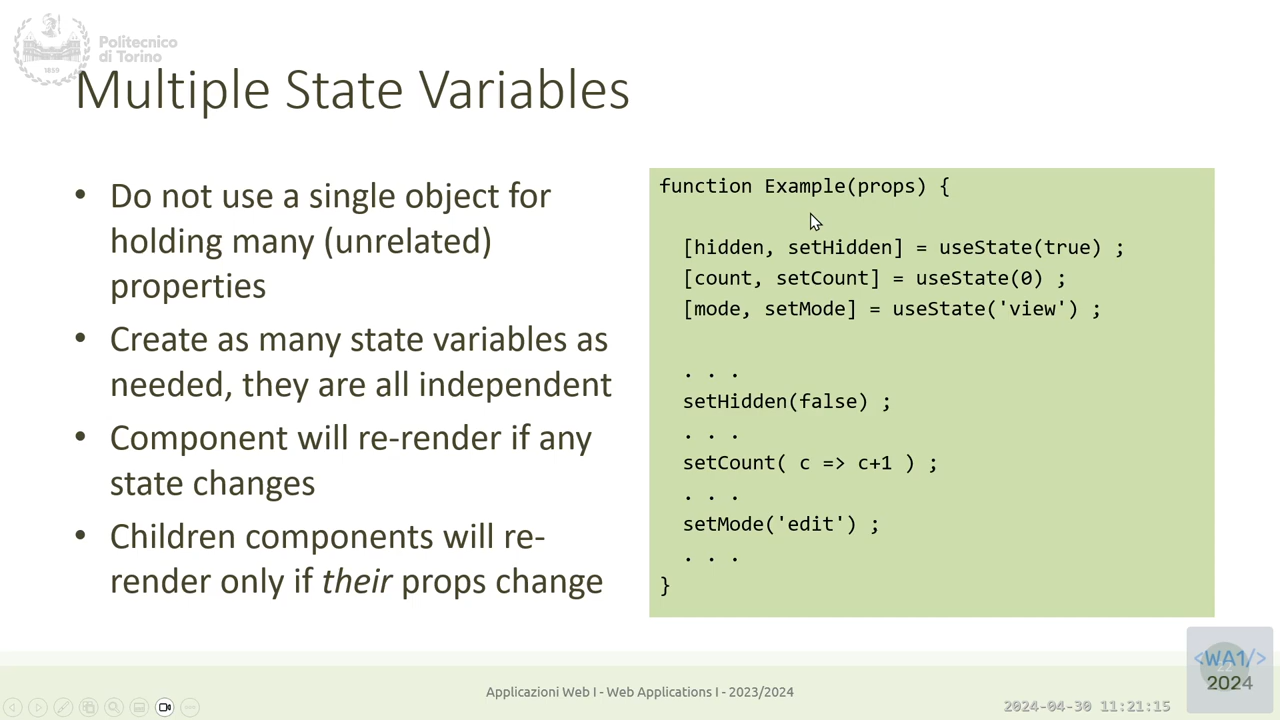 Politecnico
di Torino
1859
Multiple State Variables
• Do not use a single object for
holding many (unrelated)
properties
• Create as many state variables as
needed, they are all independent
• Component will re-render if any
state changes
• Children components will re-
render only if their props change
function Example(props) {
[hidden, setHidden] = useState(true) ;
[count, setCount] = useState(0) ;
[mode, setMode] = useState('view') ;
. . .
setHidden(false) ;
. . .
setCount( c => c+1 ) ;
. . .
setMode('edit') ;
. . .
}
Applicazioni Web I - Web Applications I - 2023/2024
2024-04-30 11:21:15
<WA1/>
2024